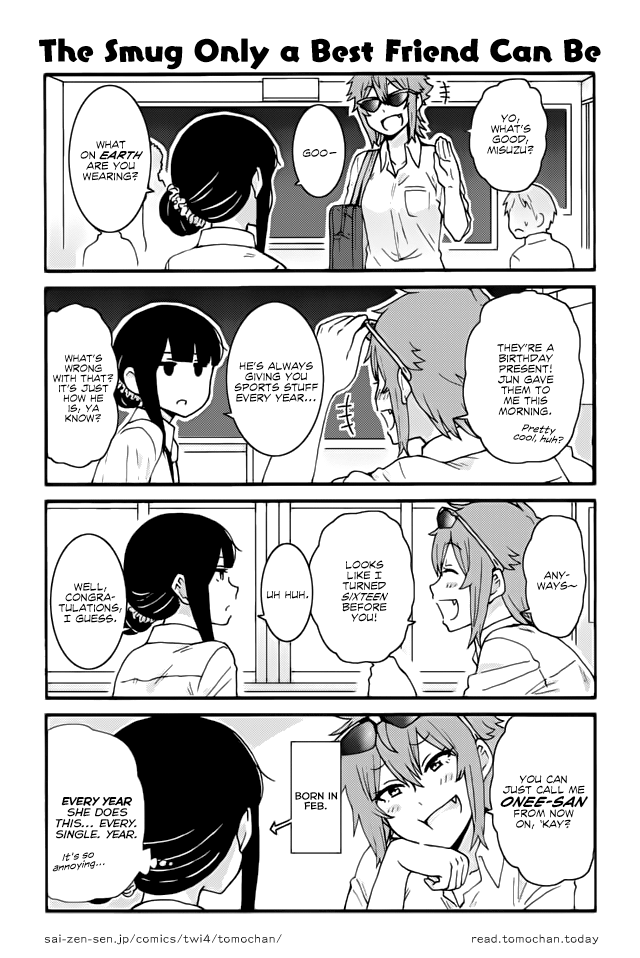 The Smug Only a Best Friend Can Be
YO,
WHAT'S
GOOD,
MISUZU?
GOO—
WHAT
ON EARTH
ARE YOU
WEARING?
THEY'RE A
BIRTHDAY
PRESENT!
JUN GAVE
THEM TO
ME THIS
MORNING.
Pretty
cool, huh?
HE'S ALWAYS
GIVING YOU
SPORTS STUFF
EVERY YEAR...
WHAT'S
WRONG
WITH THAT?
IT'S JUST
HOW HE
IS, YA
KNOW?
ANY-
WAYS~
LOOKS
LIKE I
TURNED
SIXTEEN
BEFORE
YOU!
UH HUH.
WELL,
CONGRA-
TULATIONS,
I GUESS.
YOU CAN
JUST CALL ME
ONEE-SAN
FROM NOW
ON, 'KAY?
BORN IN
FEB.
EVERY YEAR
SHE DOES
THIS... EVERY.
SINGLE. YEAR.
It's so
annoying...
sai-zen-sen.jp/comics/twi4/tomochan/
read.tomochan.today